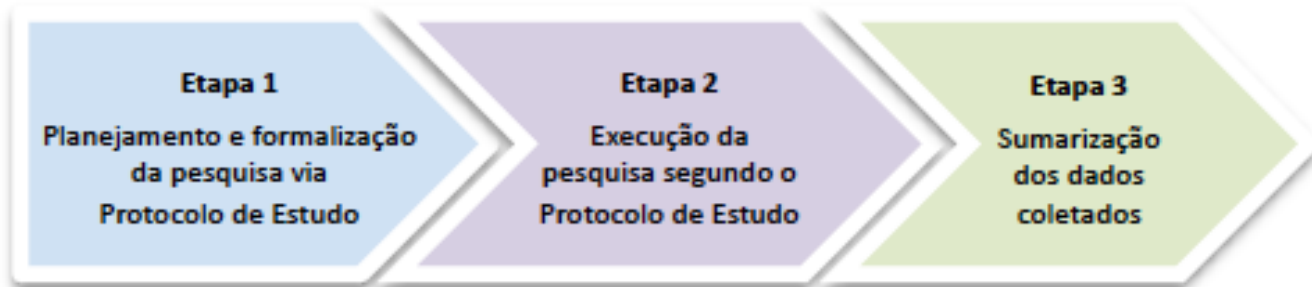 Etapa 1
Planejamento e formalização
da pesquisa via
Protocolo de Estudo
Etapa 2
Execução da
pesquisa segundo o
Protocolo de Estudo
Etapa 3
Sumarização
dos dados
coletados